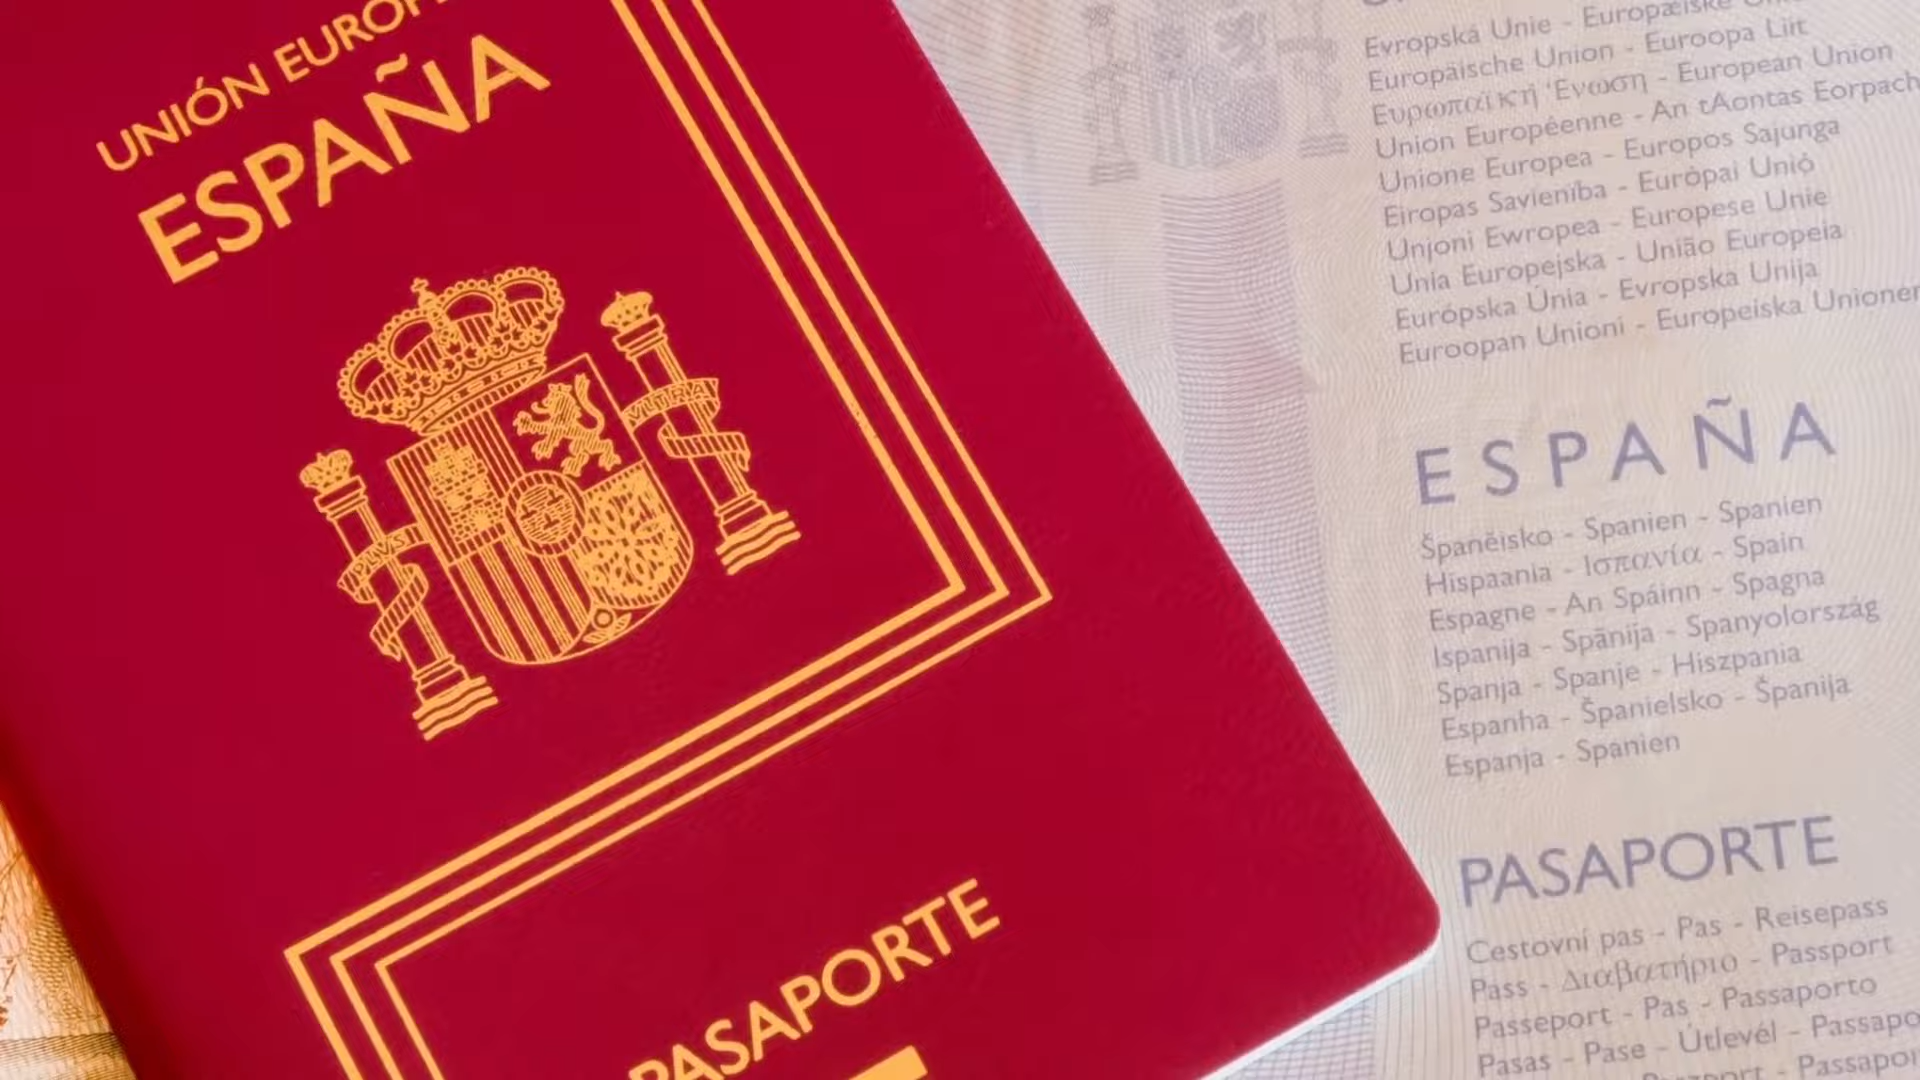 UNIÓN
ESPAÑA
PLVS
VLTRA
PASAPORTE
Evropská Unie - Europæiske
Europäische Union - Euroopa Liit
Ευρωπαϊκή Ένωση - European Union
Union Européenne - An tAontas Eorpach
Unione Europea - Europos Sajunga
Eiropas Savieniba - Európai Unió
Unjoni Ewropea - Europese Unie
Unia Europejska - União Europeia
Európska Únia - Evropska Unija
Euroopan Unioni - Europeiska Unionen
ESPAÑA
Španělsko - Spanien - Spanien
Hispaania - Ισπανία - Spain
Espagne - An Spáinn - Spagna
Ispanija - Spānija - Spanyolország
Spanja - Spanje - Hiszpania
Espanha - Španielsko - Španija
Espanja - Spanien
PASAPORTE
Cestovní pas - Pas - Reisepass
Pass - Διαβατήριο - Passport
Passeport - Pas - Passaporto
Pasas - Pase - Útlevél -